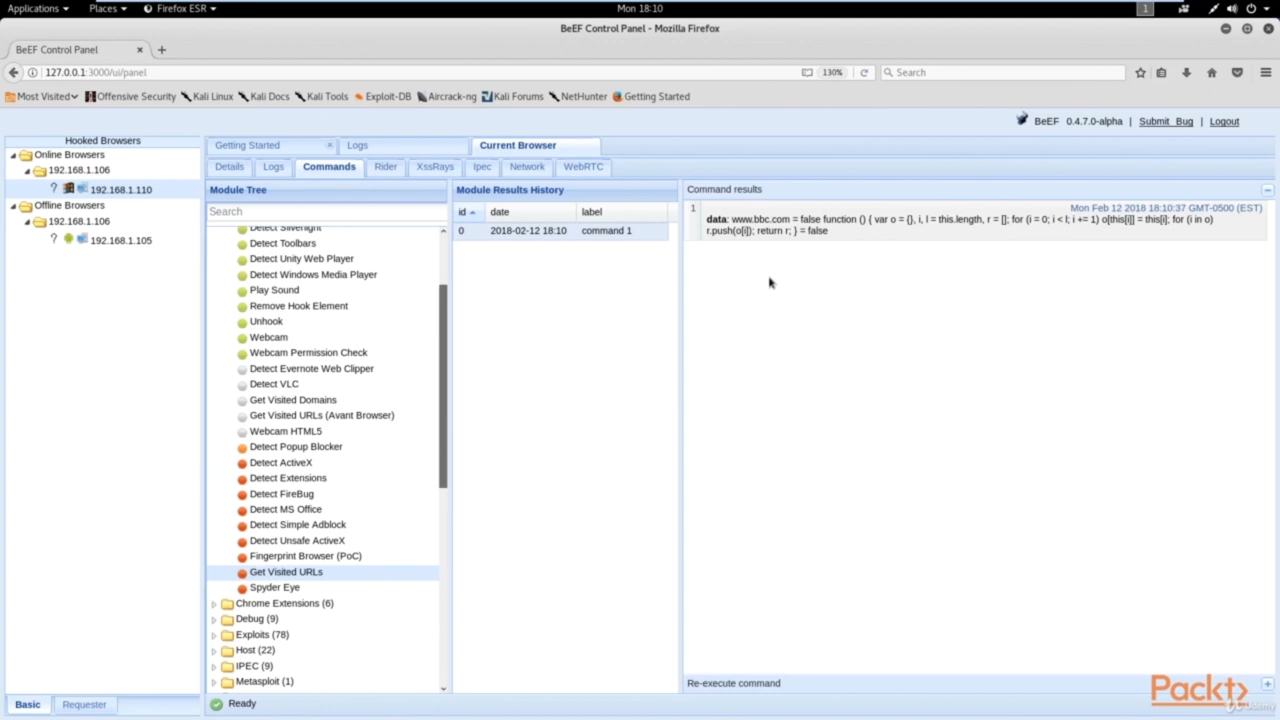 Applications Places Firefox ESR Mon 18:10 1
BeEF Control Panel - Mozilla Firefox
BeEF Control Panel
127.0.0.1:3000/ui/panel 130% Search
Most Visited Offensive Security Kali Linux Kali Docs Kali Tools Exploit-DB Aircrack-ng Kali Forums NetHunter Getting Started
BeEF 0.4.7.0-alpha | Submit Bug | Logout
Hooked Browsers
Online Browsers
192.168.1.106
? 192.168.1.110
Offline Browsers
192.168.1.106
? 192.168.1.105
Basic Requester
Getting Started Logs Current Browser
Details Logs Commands Rider XssRays Ipec Network WebRTC
Module Tree
Search
Detect Silverlight
Detect Toolbars
Detect Unity Web Player
Detect Windows Media Player
Play Sound
Remove Hook Element
Unhook
Webcam
Webcam Permission Check
Detect Evernote Web Clipper
Detect VLC
Get Visited Domains
Get Visited URLs (Avant Browser)
Webcam HTML5
Detect Popup Blocker
Detect ActiveX
Detect Extensions
Detect FireBug
Detect MS Office
Detect Simple Adblock
Detect Unsafe ActiveX
Fingerprint Browser (PoC)
Get Visited URLs
Spyder Eye
Chrome Extensions (6)
Debug (9)
Exploits (78)
Host (22)
IPEC (9)
Metasploit (1)
Ready
Module Results History
id date label
0 2018-02-12 18:10 command 1
Command results
1 Mon Feb 12 2018 18:10:37 GMT-0500 (EST)
data: www.bbc.com = false function () { var o = {}, i, l = this.length, r = []; for (i = 0; i < l; i += 1) o[this[i]] = this[i]; for (i in o)
r.push(o[i]); return r; } = false
Re-execute command
Packt
Udemy